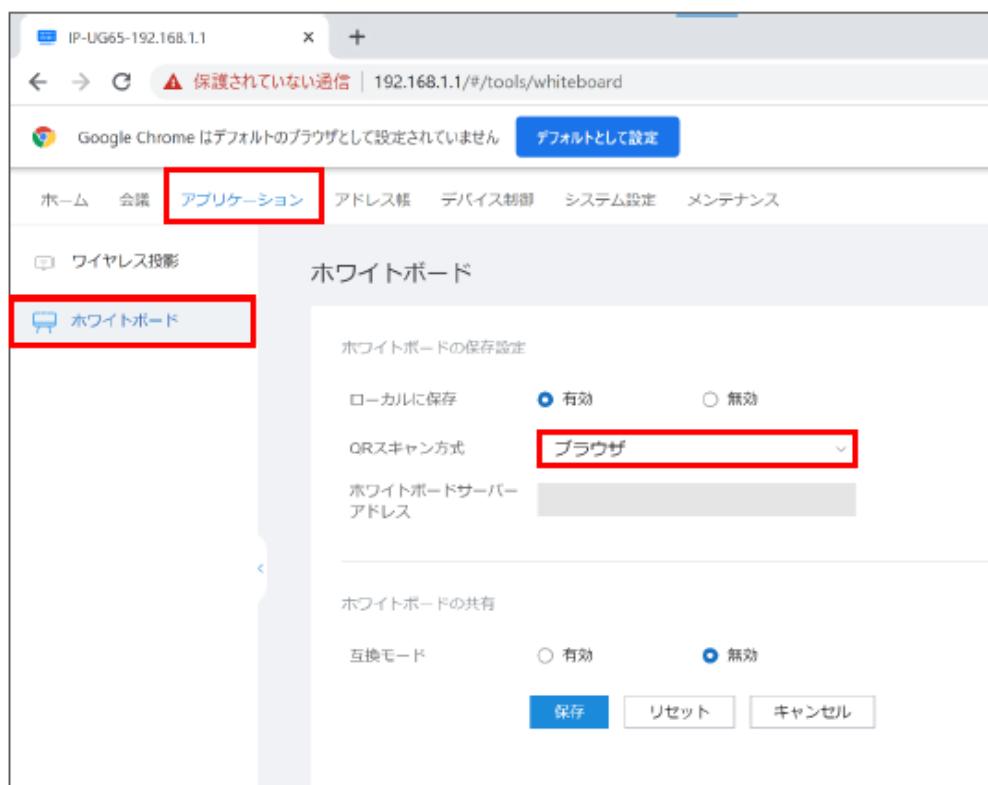 IP-UG65-192.168.1.1
保護されていない通信 192.168.1.1/#/tools/whiteboard
Google Chrome はデフォルトのブラウザとして設定されていません デフォルトとして設定
ホーム 会議 アプリケーション アドレス帳 デバイス制御 システム設定 メンテナンス
ワイヤレス投影
ホワイトボード
ホワイトボード
ホワイトボードの保存設定
ローカルに保存 有効 無効
QRスキャン方式 ブラウザ
ホワイトボードサーバー
アドレス
ホワイトボードの共有
互換モード 有効 無効
保存 リセット キャンセル